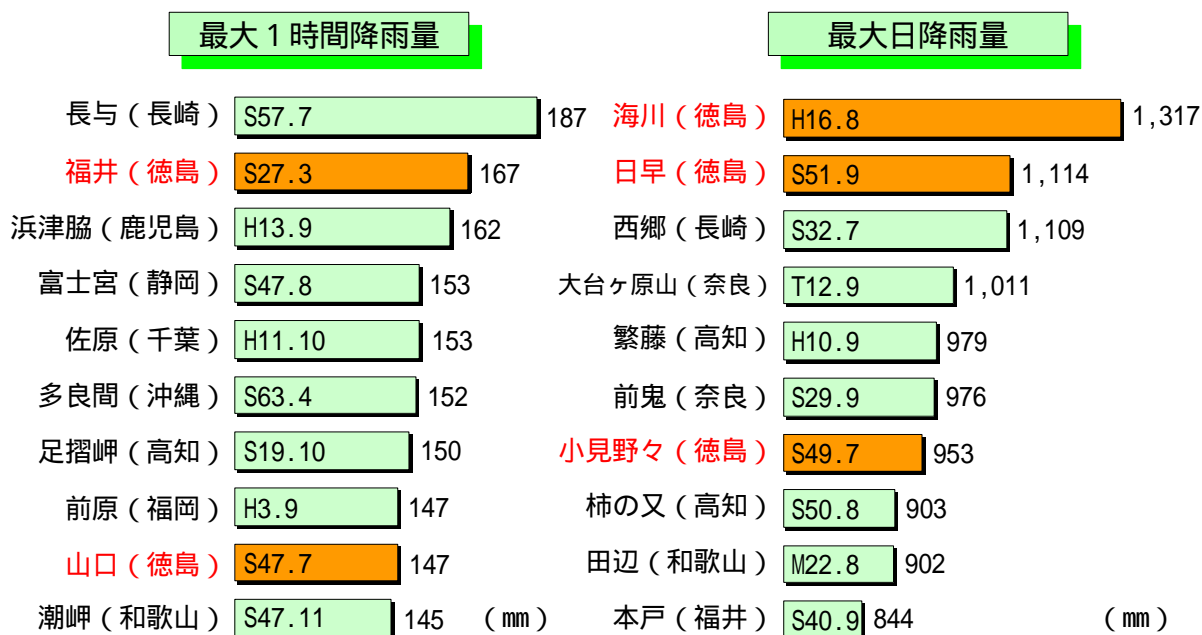 最大１時間降雨量
長与（長崎） S57.7 187
福井（徳島） S27.3 167
浜津脇（鹿児島） H13.9 162
富士宮（静岡） S47.8 153
佐原（千葉） H11.10 153
多良間（沖縄） S63.4 152
足摺岬（高知） S19.10 150
前原（福岡） H3.9 147
山口（徳島） S47.7 147
潮岬（和歌山） S47.11 145 （㎜）
最大日降雨量
海川（徳島） H16.8 1,317
日早（徳島） S51.9 1,114
西郷（長崎） S32.7 1,109
大台ヶ原山（奈良） T12.9 1,011
繁藤（高知） H10.9 979
前鬼（奈良） S29.9 976
小見野々（徳島） S49.7 953
柿の又（高知） S50.8 903
田辺（和歌山） M22.8 902
本戸（福井） S40.9 844 （㎜）